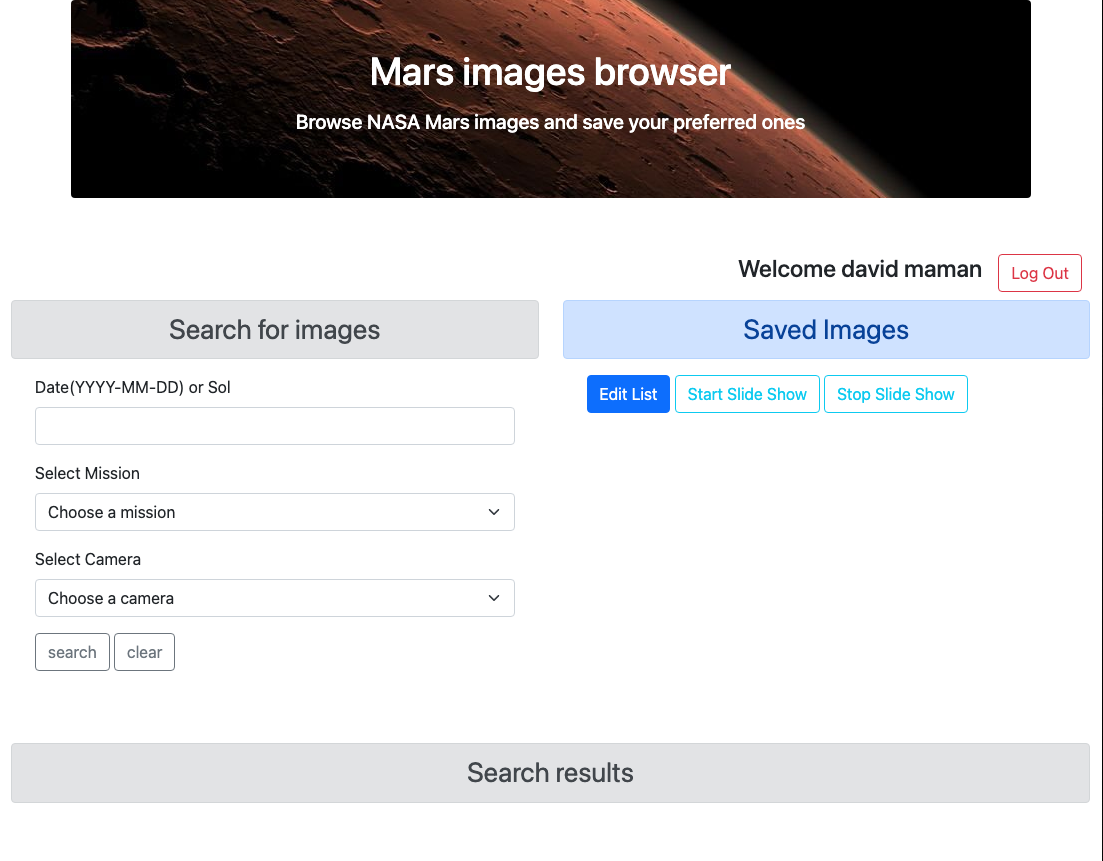 Mars images browser
Browse NASA Mars images and save your preferred ones
Welcome david maman
Log Out
Search for images
Date(YYYY-MM-DD) or Sol
Select Mission
Choose a mission
Select Camera
Choose a camera
search clear
Saved Images
Edit List Start Slide Show Stop Slide Show
Search results